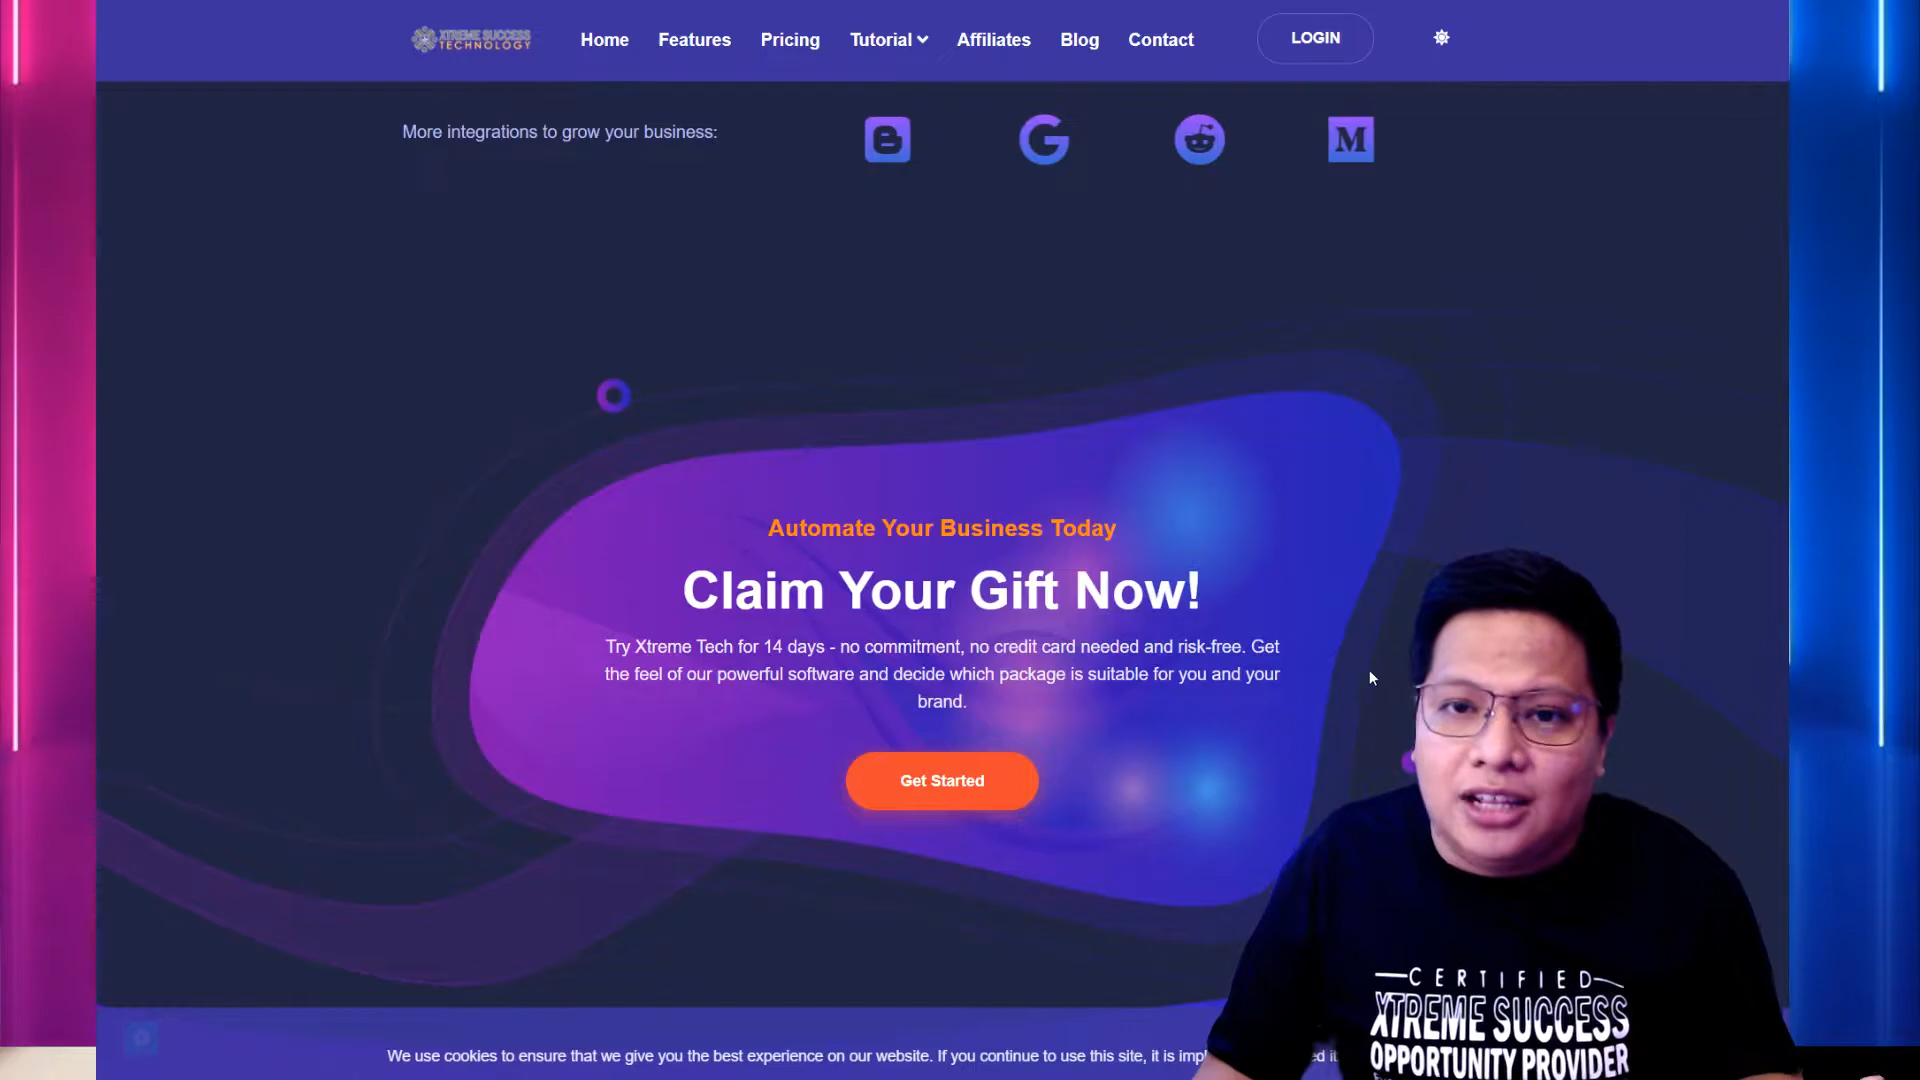 XTREME SUCCESS
TECHNOLOGY
Home
Features
Pricing
Tutorial
Affiliates
Blog
Contact
LOGIN
More integrations to grow your business:
Automate Your Business Today
Claim Your Gift Now!
Try Xtreme Tech for 14 days - no commitment, no credit card needed and risk-free. Get
the feel of our powerful software and decide which package is suitable for you and your
brand.
Get Started
CERTIFIED
XTREME SUCCESS
OPPORTUNITY PROVIDER
We use cookies to ensure that we give you the best experience on our website. If you continue to use this site, it is